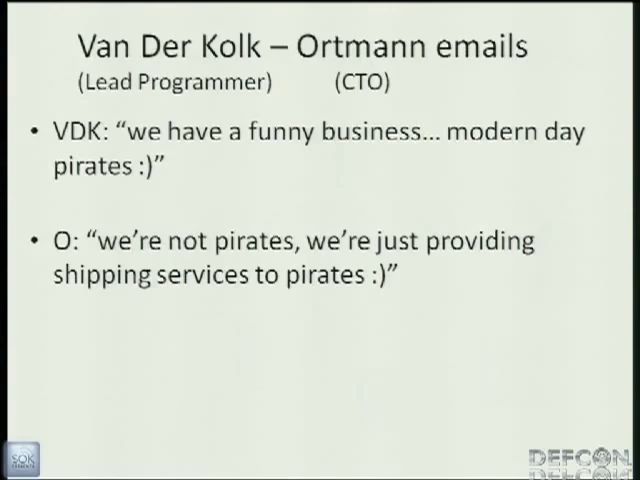 Van Der Kolk – Ortmann emails
(Lead Programmer) (CTO)
• VDK: “we have a funny business… modern day
pirates :)”
• O: “we’re not pirates, we’re just providing
shipping services to pirates :)”
SOK
DEFCON